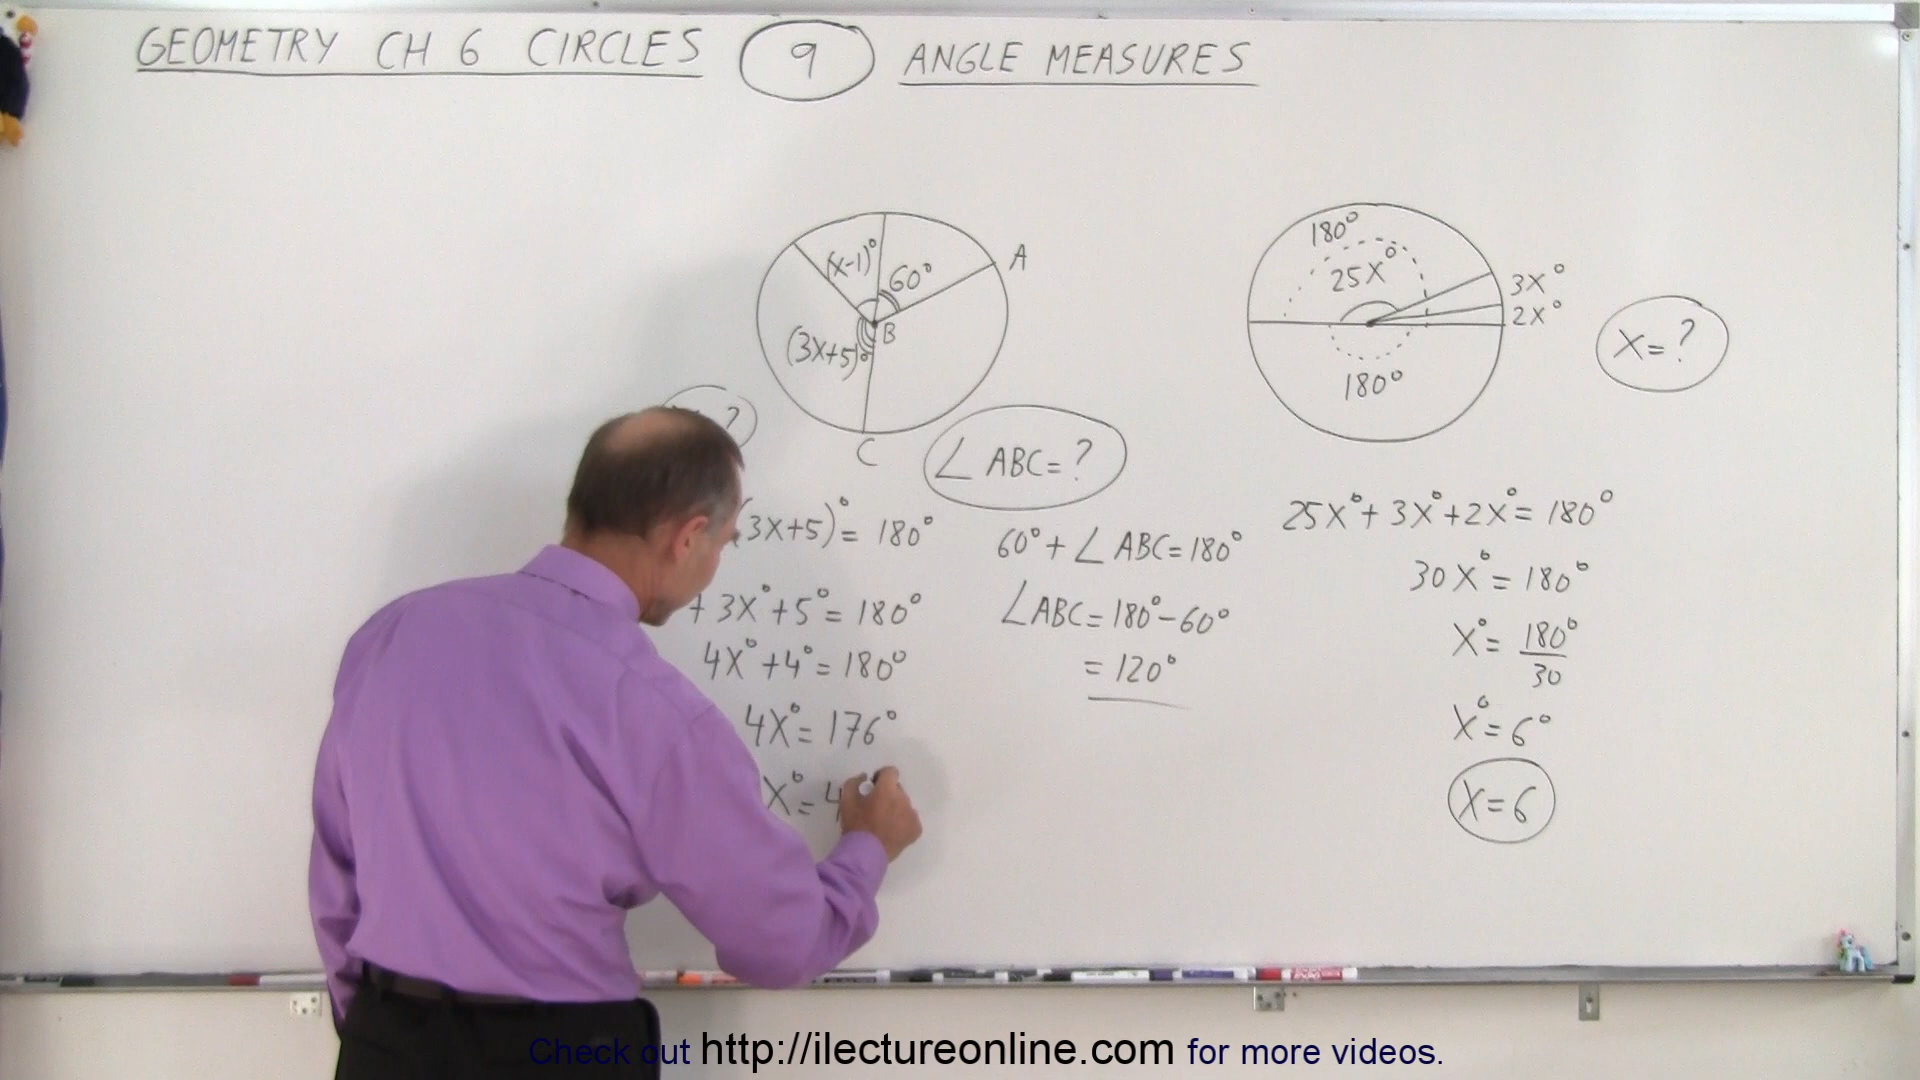 GEOMETRY CH 6 CIRCLES 9 ANGLE MEASURES
(x-1)°
60°
A
B
(3x+5)°
C
?
∠ ABC = ?
180°
25x°
3x°
2x°
180°
x = ?
(3x+5)° = 180°
+ 3x° + 5° = 180°
4x° + 4° = 180°
4x° = 176°
x° = 4
60° + ∠ ABC = 180°
∠ABC = 180° - 60°
= 120°
25x° + 3x° + 2x° = 180°
30x° = 180°
x° = 180°
30
x° = 6°
x = 6
Check out http://ilectureonline.com for more videos.